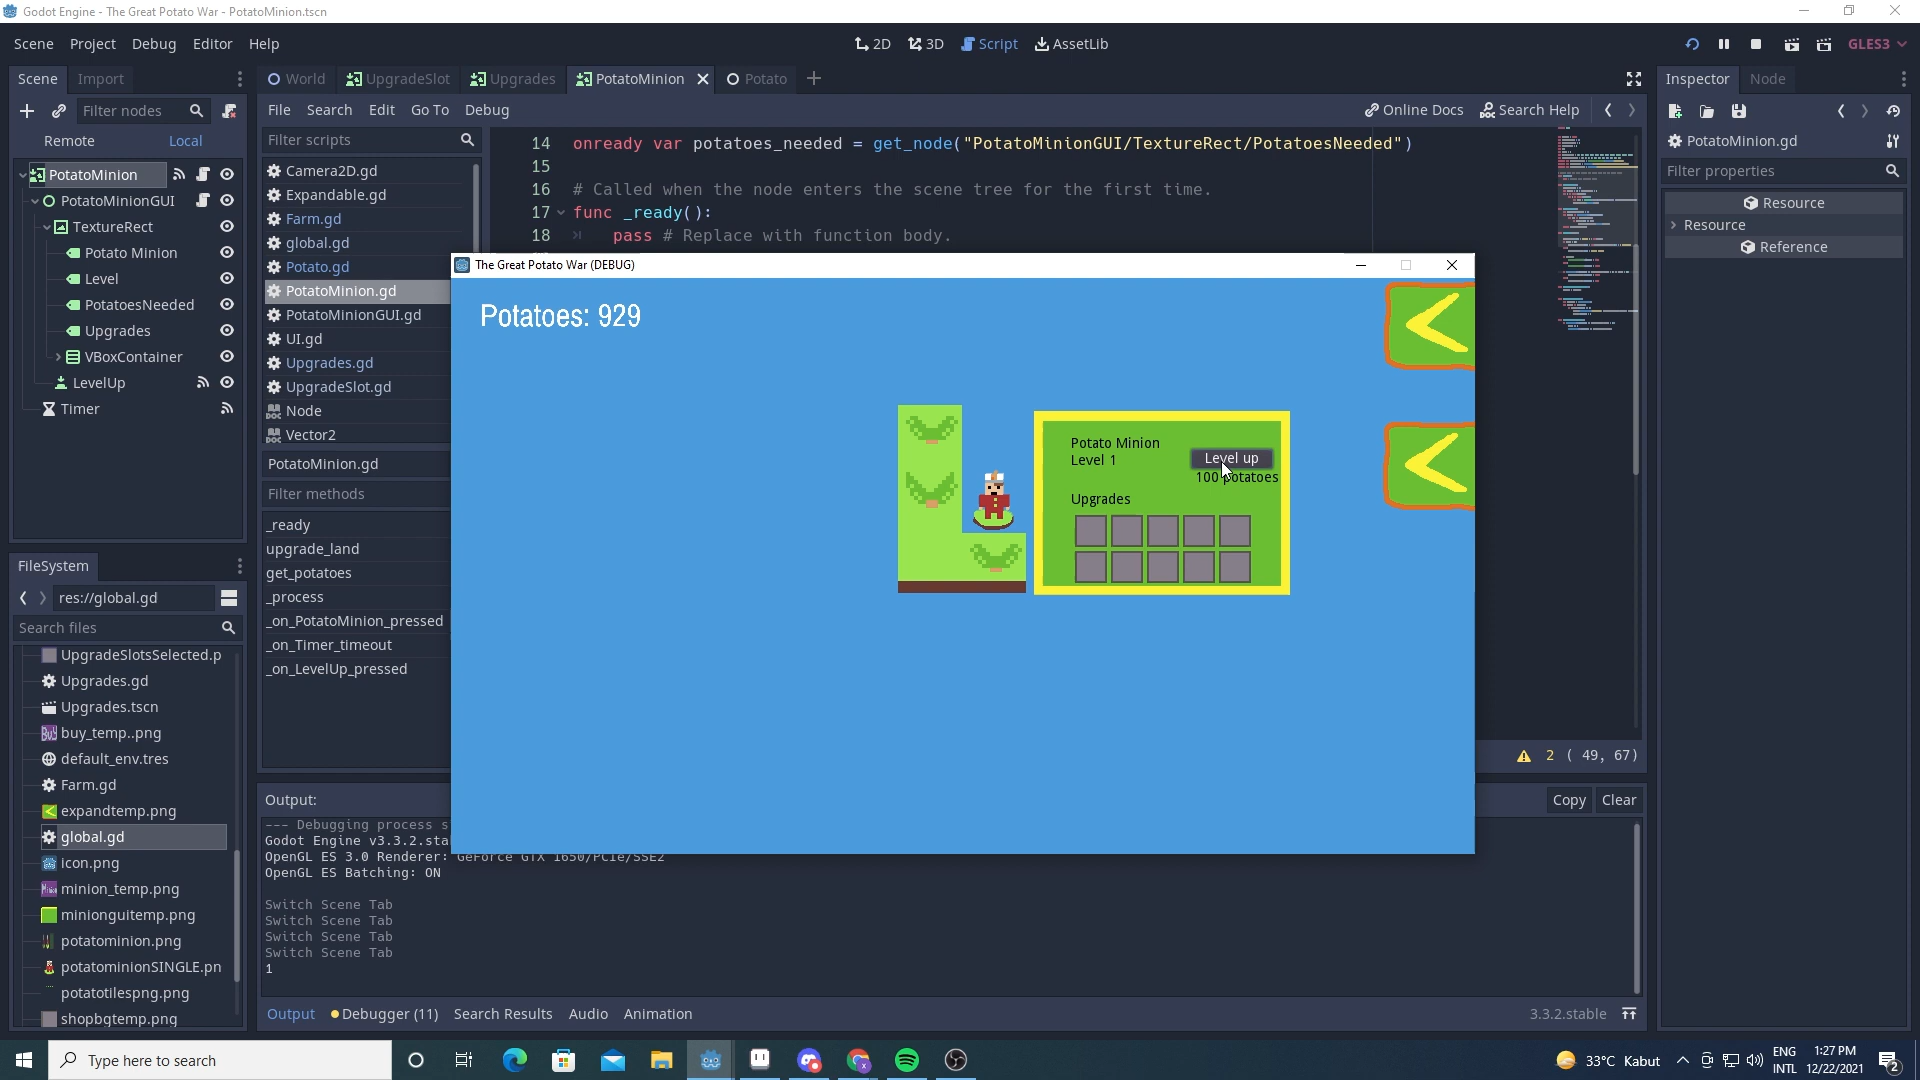 Godot Engine - The Great Potato War - PotatoMinion.tscn
Scene Project Debug Editor Help
2D 3D Script AssetLib
GLES3
Scene Import
World UpgradeSlot Upgrades PotatoMinion Potato
Inspector Node
Filter nodes
File Search Edit Go To Debug
Online Docs Search Help
Remote Local
Filter scripts
PotatoMinion.gd
Filter properties
Resource
Resource
Reference
PotatoMinion
PotatoMinionGUI
TextureRect
Potato Minion
Level
PotatoesNeeded
Upgrades
VBoxContainer
LevelUp
Timer
Camera2D.gd
Expandable.gd
Farm.gd
global.gd
Potato.gd
PotatoMinion.gd
PotatoMinionGUI.gd
UI.gd
Upgrades.gd
UpgradeSlot.gd
Node
Vector2
PotatoMinion.gd
Filter methods
_ready
upgrade_land
get_potatoes
_process
_on_PotatoMinion_pressed
_on_Timer_timeout
_on_LevelUp_pressed
14 onready var potatoes_needed = get_node("PotatoMinionGUI/TextureRect/PotatoesNeeded")
15
16 # Called when the node enters the scene tree for the first time.
17 func _ready():
18 pass # Replace with function body.
The Great Potato War (DEBUG)
Potatoes: 929
Potato Minion
Level 1
Level up
100 potatoes
Upgrades
2 ( 49, 67)
FileSystem
res://global.gd
Search files
UpgradeSlotsSelected.p
Upgrades.gd
Upgrades.tscn
buy_temp..png
default_env.tres
Farm.gd
expandtemp.png
global.gd
icon.png
minion_temp.png
minionguitemp.png
potatominion.png
potatominionSINGLE.pn
potatotilespng.png
shopbgtemp.png
Output:
Copy Clear
--- Debugging process s
Godot Engine v3.3.2.sta
OpenGL ES 3.0 Renderer: GeForce GTX 1650/PCIe/SSE2
OpenGL ES Batching: ON
Switch Scene Tab
Switch Scene Tab
Switch Scene Tab
Switch Scene Tab
1
Output Debugger (11) Search Results Audio Animation
3.3.2.stable
Type here to search
33°C Kabut
ENG
INTL
1:27 PM
12/22/2021
2